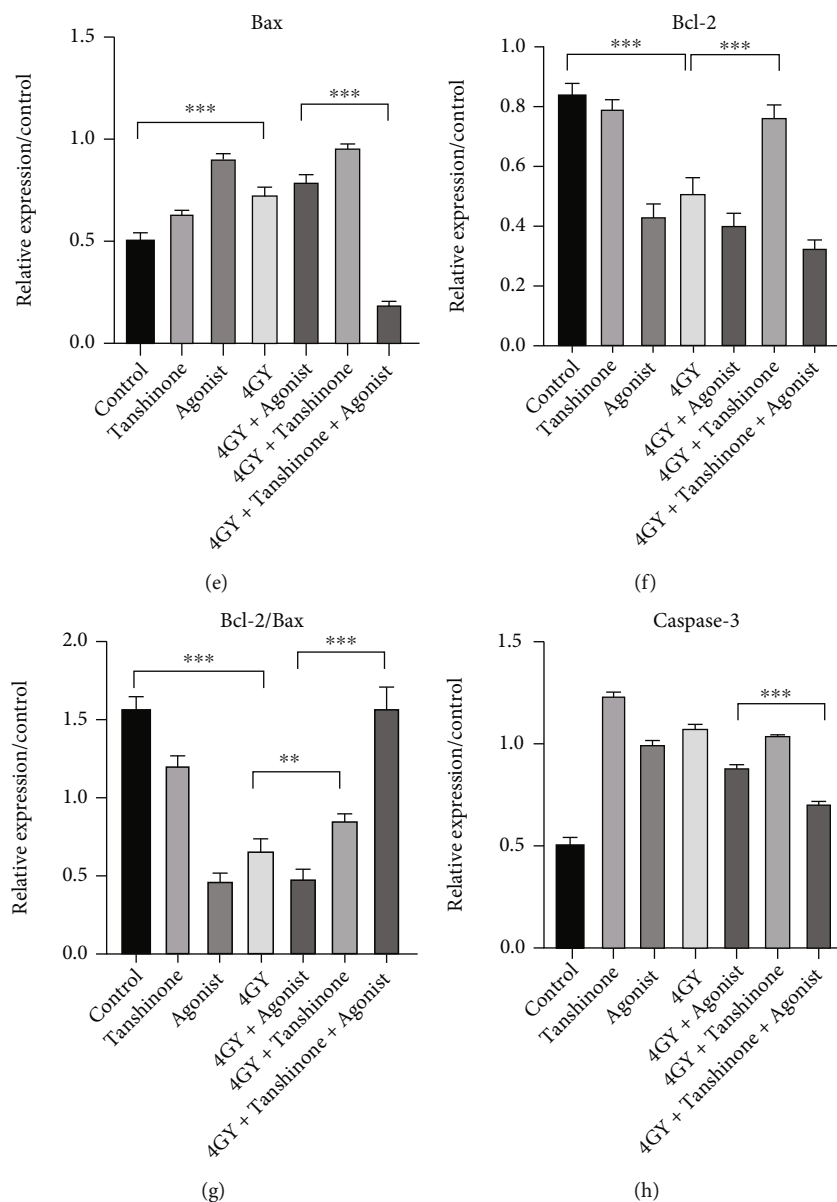 Bax
Relative expression/control
1.5
1.0
0.5
0.0
***
***
Control
Tanshinone
Agonist
4GY
4GY + Agonist
4GY + Tanshinone
4GY + Tanshinone + Agonist
(e)
Bcl-2
Relative expression/control
1.0
0.8
0.6
0.4
0.2
0.0
***
***
Control
Tanshinone
Agonist
4GY
4GY + Agonist
4GY + Tanshinone
4GY + Tanshinone + Agonist
(f)
Bcl-2/Bax
Relative expression/control
2.0
1.5
1.0
0.5
0.0
***
***
**
Control
Tanshinone
Agonist
4GY
4GY + Agonist
4GY + Tanshinone
4GY + Tanshinone + Agonist
(g)
Caspase-3
Relative expression/control
1.5
1.0
0.5
0.0
***
Control
Tanshinone
Agonist
4GY
4GY + Agonist
4GY + Tanshinone
4GY + Tanshinone + Agonist
(h)